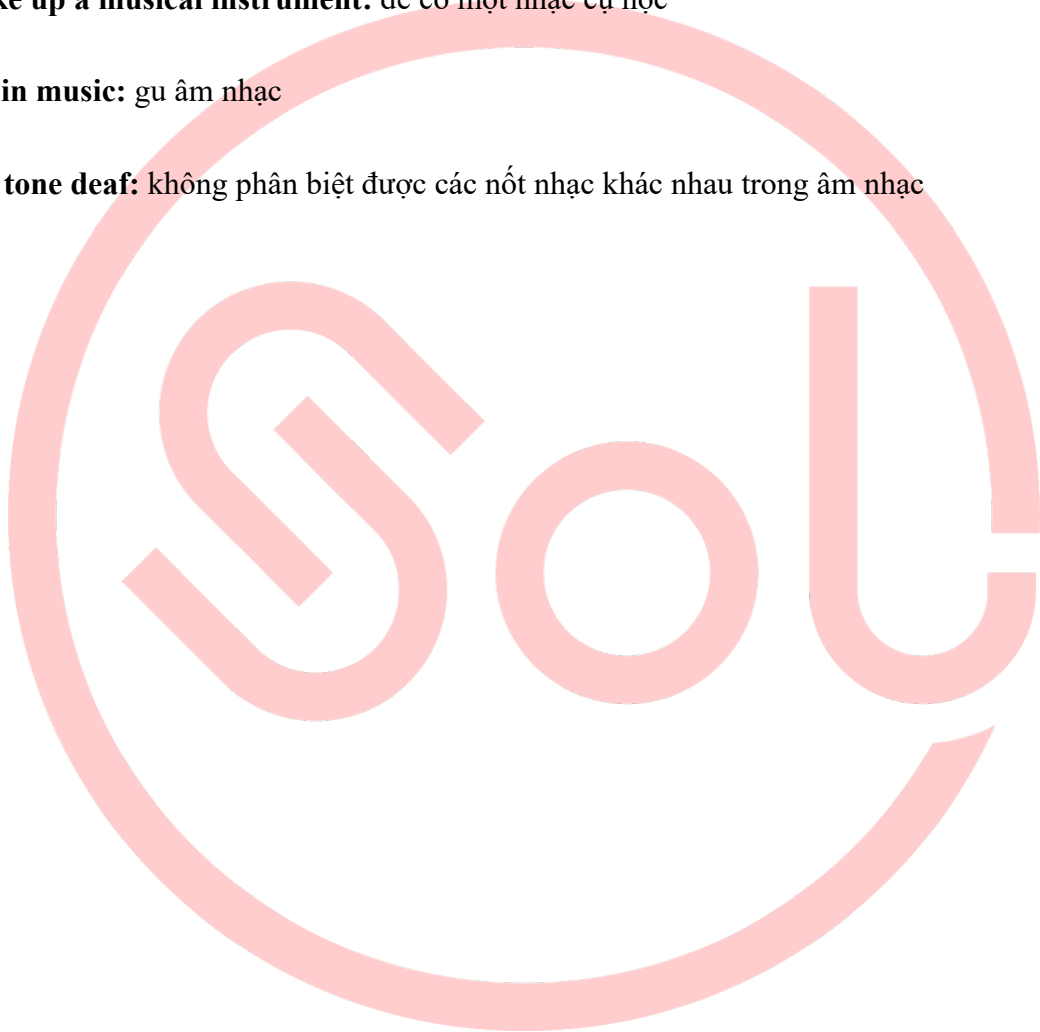 up a musical instrument: để có một nhạc cụ học
in music: gu âm nhạc
tone deaf: không phân biệt được các nốt nhạc khác nhau trong âm nhạc
Sol